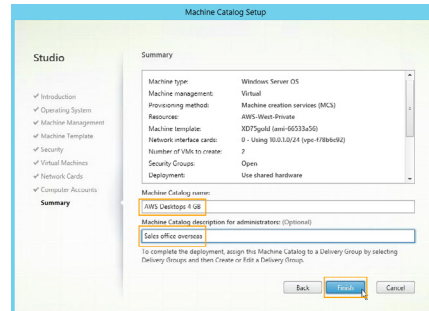 Machine Catalog Setup
Studio
✔ Introduction
✔ Operating System
✔ Machine Management
✔ Machine Template
✔ Security
✔ Virtual Machines
✔ Network Cards
✔ Computer Accounts
Summary
Summary
Machine type: Windows Server OS
Machine management: Virtual
Provisioning method: Machine creation services (MCS)
Resources: AWS-West-Private
Machine template: XD75gold (ami-66533a56)
Network interface cards: 0 - Using 10.0.1.0/24 (vpc-f78b6c92)
Number of VMs to create: 2
Security Groups: Open
Deployment: Use shared hardware
Machine Catalog name:
AWS Desktops 4 GB
Machine Catalog description for administrators: (Optional)
Sales office overseas
To complete the deployment, assign this Machine Catalog to a Delivery Group by selecting
Delivery Groups and then Create or Edit a Delivery Group.
Back
Finish
Cancel